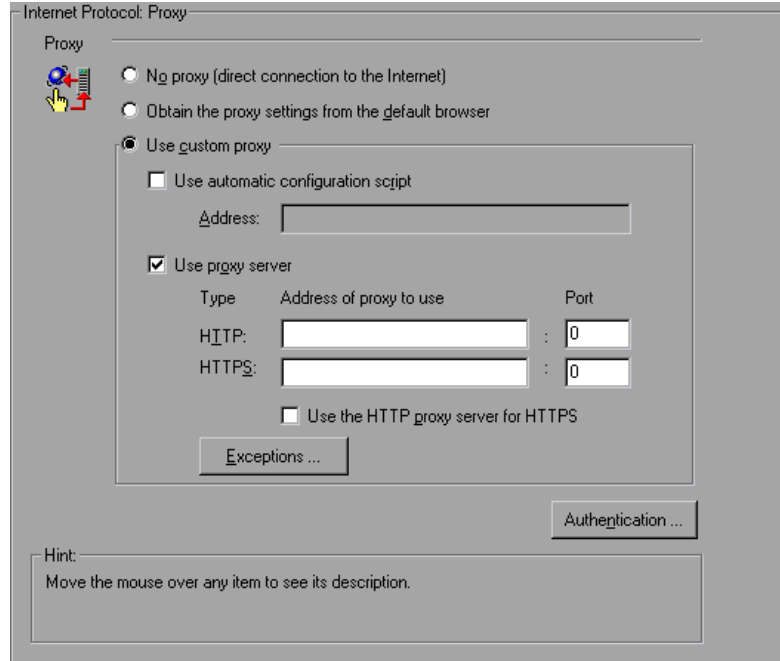 Internet Protocol: Proxy
Proxy
No proxy (direct connection to the Internet)
Obtain the proxy settings from the default browser
Use custom proxy
Use automatic configuration script
Address:
Use proxy server
Type Address of proxy to use Port
HTTP: : 0
HTTPS: : 0
Use the HTTP proxy server for HTTPS
Exceptions ...
Authentication ...
Hint:
Move the mouse over any item to see its description.